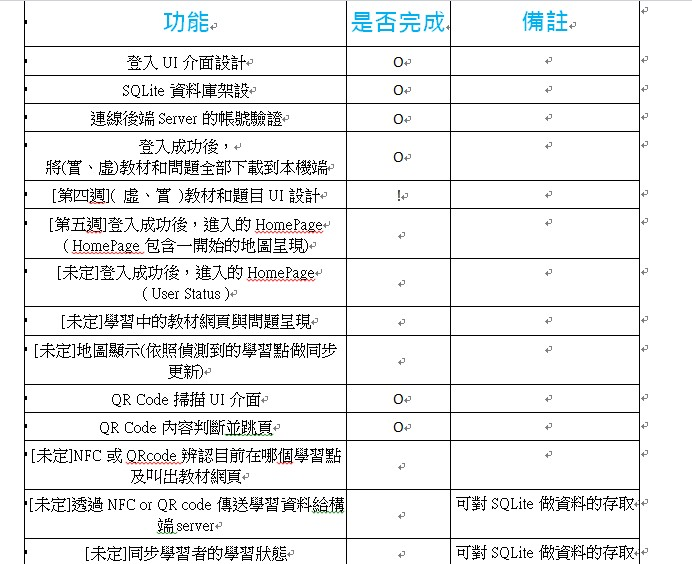 功能 是否完成 備註
登入 UI 介面設計 O
SQLite 資料庫架設 O
連線後端 Server 的帳號驗證 O
登入成功後，
將(實、虛)教材和問題全部下載到本機端 O
[第四週]( 虛、實 )教材和題目 UI 設計 !
[第五週]登入成功後，進入的 HomePage
( HomePage 包含一開始的地圖呈現)
[未定]登入成功後，進入的 HomePage
( User Status )
[未定]學習中的教材網頁與問題呈現
[未定]地圖顯示(依照偵測到的學習點做同步
更新)
QR Code 掃描 UI 介面 O
QR Code 內容判斷並跳頁 O
[未定]NFC 或 QRcode 辨認目前在哪個學習點
及叫出教材網頁
[未定]透過 NFC or QR code 傳送學習資料給構 可對 SQLite 做資料的存取
端 server
[未定]同步學習者的學習狀態 可對 SQLite 做資料的存取